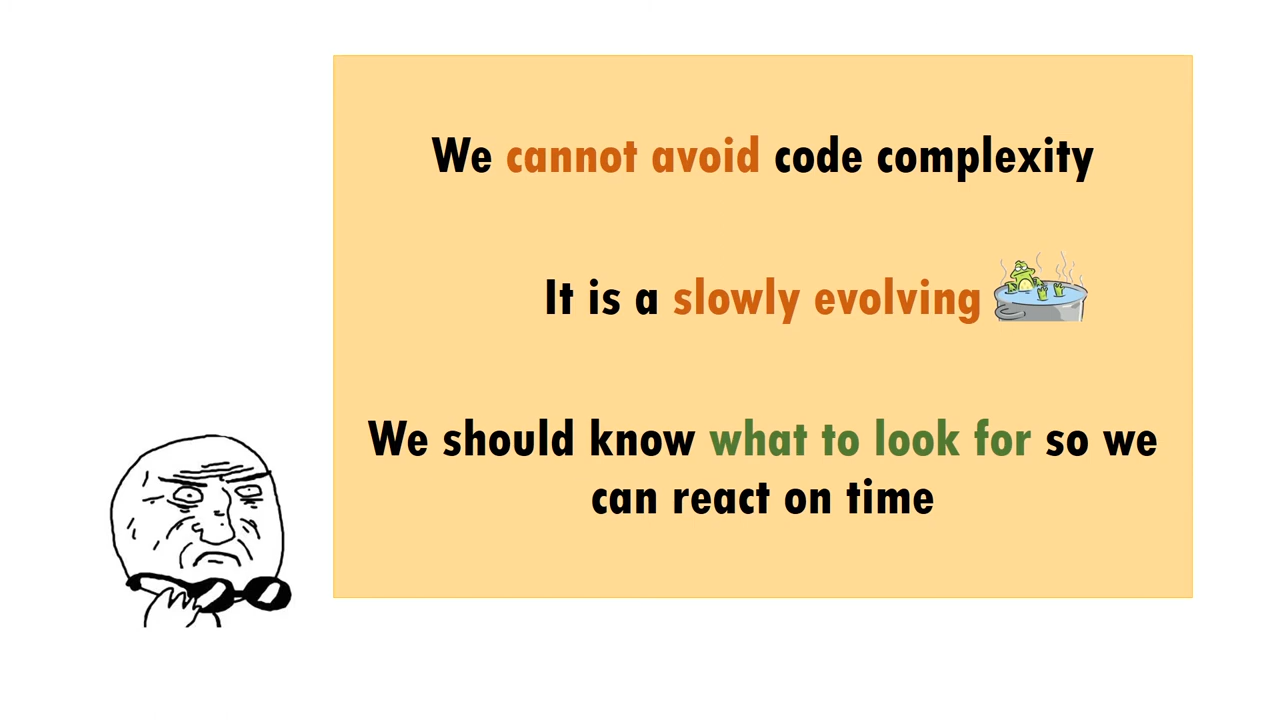 We cannot avoid code complexity
It is a slowly evolving
We should know what to look for so we
can react on time